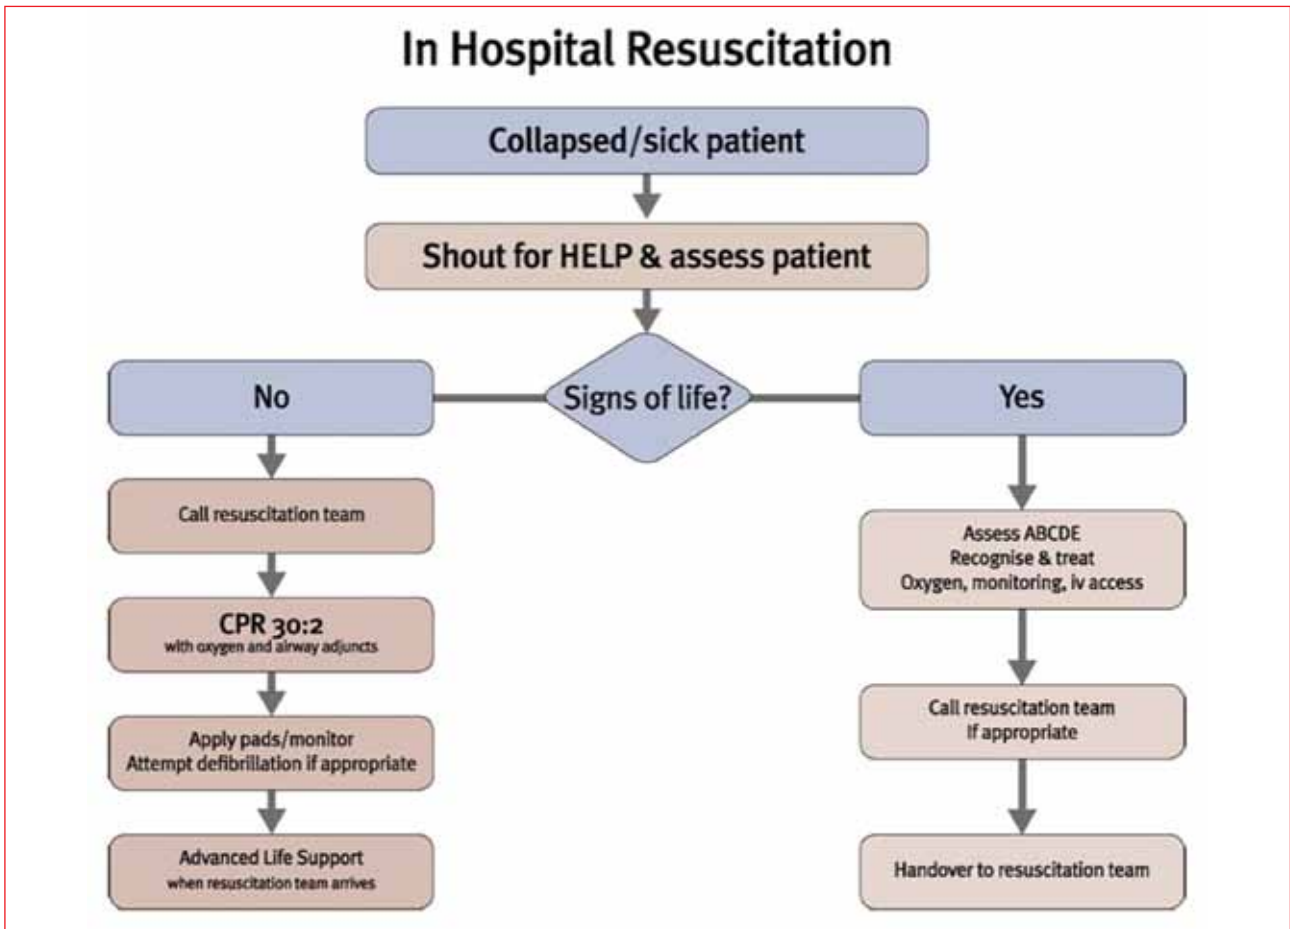 In Hospital Resuscitation
Collapsed/sick patient
Shout for HELP & assess patient
Signs of life?
No
Call resuscitation team
CPR 30:2
with oxygen and airway adjuncts
Apply pads/monitor
Attempt defibrillation if appropriate
Advanced Life Support
when resuscitation team arrives
Yes
Assess ABCDE
Recognise & treat
Oxygen, monitoring, iv access
Call resuscitation team
If appropriate
Handover to resuscitation team